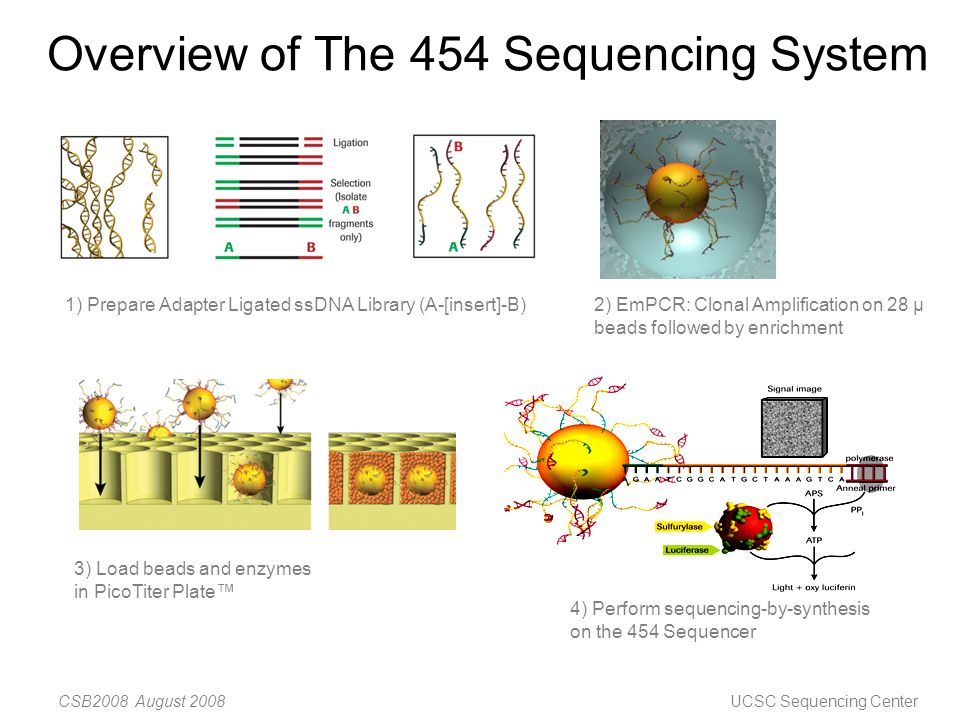 Overview of The 454 Sequencing System
Ligation
Selection
(Isolate
A B
fragments
only)
A B
B
A
1) Prepare Adapter Ligated ssDNA Library (A-[insert]-B)
2) EmPCR: Clonal Amplification on 28 µ
beads followed by enrichment
3) Load beads and enzymes
in PicoTiter Plate™
Signal image
polymerase
A G A A T C G G C A T G C T A A A G T C A
Anneal primer
APS
PPi
Sulfurylase
Luciferase
ATP
Light + oxy luciferin
4) Perform sequencing-by-synthesis
on the 454 Sequencer
CSB2008 August 2008
UCSC Sequencing Center